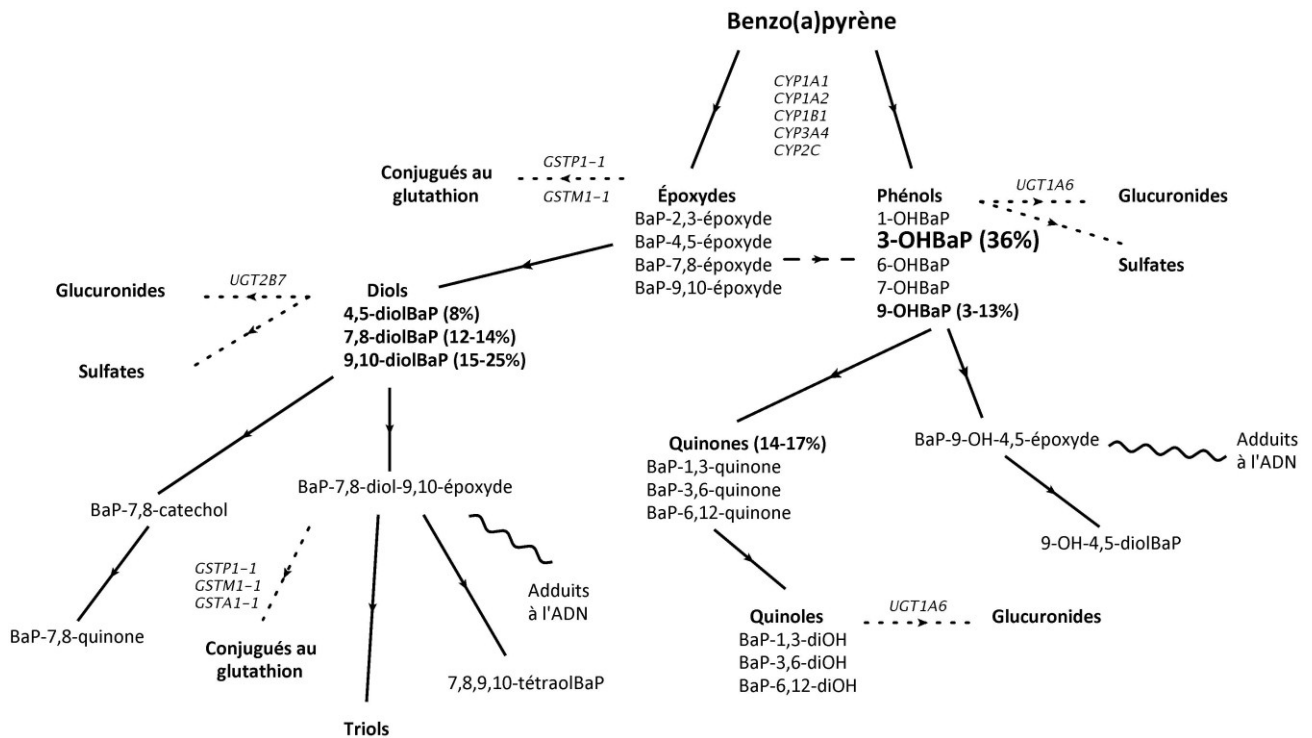 Benzo(a)pyrène
CYP1A1
CYP1A2
CYP1B1
CYP3A4
CYP2C
Conjugués au
glutathion
GSTP1-1
GSTM1-1
Époxydes
BaP-2,3-époxyde
BaP-4,5-époxyde
BaP-7,8-époxyde
BaP-9,10-époxyde
Phénols
1-OHBaP
3-OHBaP (36%)
6-OHBaP
7-OHBaP
9-OHBaP (3-13%)
UGT1A6
Glucuronides
Sulfates
Glucuronides
UGT2B7
Sulfates
Diols
4,5-diolBaP (8%)
7,8-diolBaP (12-14%)
9,10-diolBaP (15-25%)
Quinones (14-17%)
BaP-1,3-quinone
BaP-3,6-quinone
BaP-6,12-quinone
BaP-9-OH-4,5-époxyde
Adduits
à l'ADN
BaP-7,8-catechol
BaP-7,8-diol-9,10-époxyde
9-OH-4,5-diolBaP
GSTP1-1
GSTM1-1
GSTA1-1
Adduits
à l'ADN
BaP-7,8-quinone
Conjugués au
glutathion
7,8,9,10-tétraolBaP
Triols
Quinoles
BaP-1,3-diOH
BaP-3,6-diOH
BaP-6,12-diOH
UGT1A6
Glucuronides